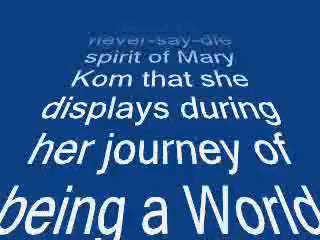 never-say-die
spirit of Mary
Kom that she
displays during
her journey of
being a World